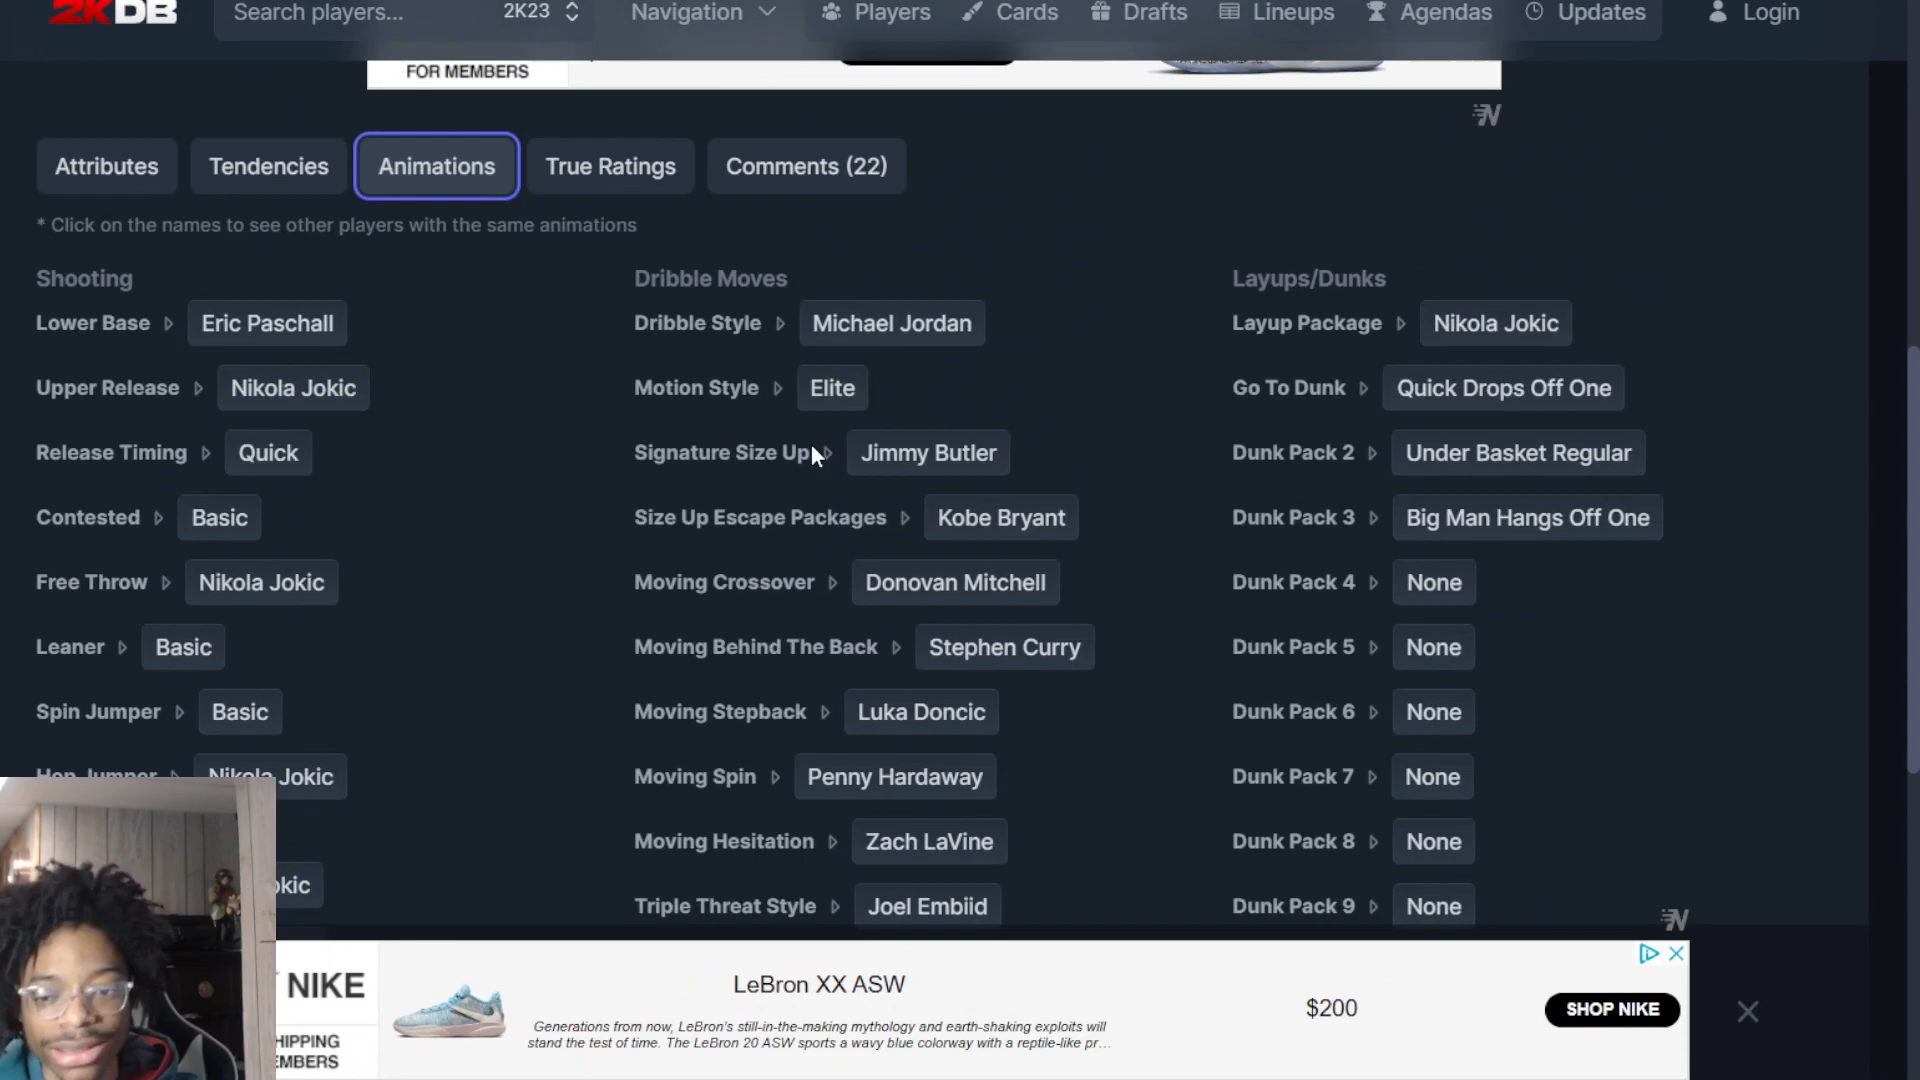 2KDB Search players... 2K23 Navigation Players Cards Drafts Lineups Agendas Updates Login
FOR MEMBERS
Attributes Tendencies Animations True Ratings Comments (22)
* Click on the names to see other players with the same animations
Shooting
Lower Base Eric Paschall
Upper Release Nikola Jokic
Release Timing Quick
Contested Basic
Free Throw Nikola Jokic
Leaner Basic
Spin Jumper Basic
Hop Jumper Nikola Jokic
okic
Dribble Moves
Dribble Style Michael Jordan
Motion Style Elite
Signature Size Up Jimmy Butler
Size Up Escape Packages Kobe Bryant
Moving Crossover Donovan Mitchell
Moving Behind The Back Stephen Curry
Moving Stepback Luka Doncic
Moving Spin Penny Hardaway
Moving Hesitation Zach LaVine
Triple Threat Style Joel Embiid
Layups/Dunks
Layup Package Nikola Jokic
Go To Dunk Quick Drops Off One
Dunk Pack 2 Under Basket Regular
Dunk Pack 3 Big Man Hangs Off One
Dunk Pack 4 None
Dunk Pack 5 None
Dunk Pack 6 None
Dunk Pack 7 None
Dunk Pack 8 None
Dunk Pack 9 None
NIKE
HIPPING
EMBERS
LeBron XX ASW
Generations from now, LeBron's still-in-the-making mythology and earth-shaking exploits will
stand the test of time. The LeBron 20 ASW sports a wavy blue colorway with a reptile-like pr...
$200
SHOP NIKE